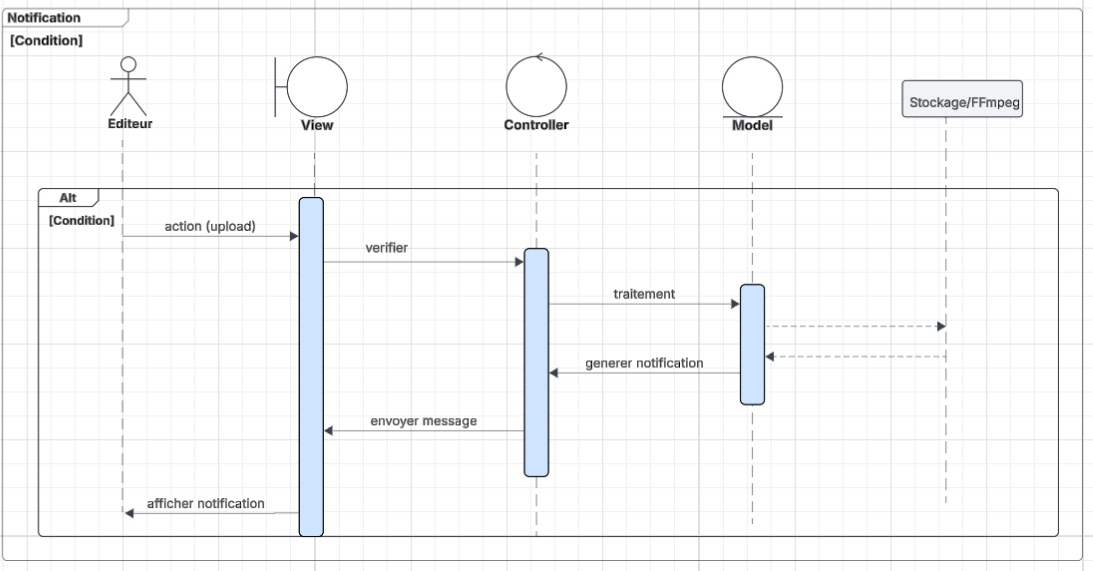 Notification
[Condition]
Editeur
View
Controller
Model
Stockage/FFmpeg
Alt
[Condition]
action (upload)
verifier
traitement
generer notification
envoyer message
afficher notification